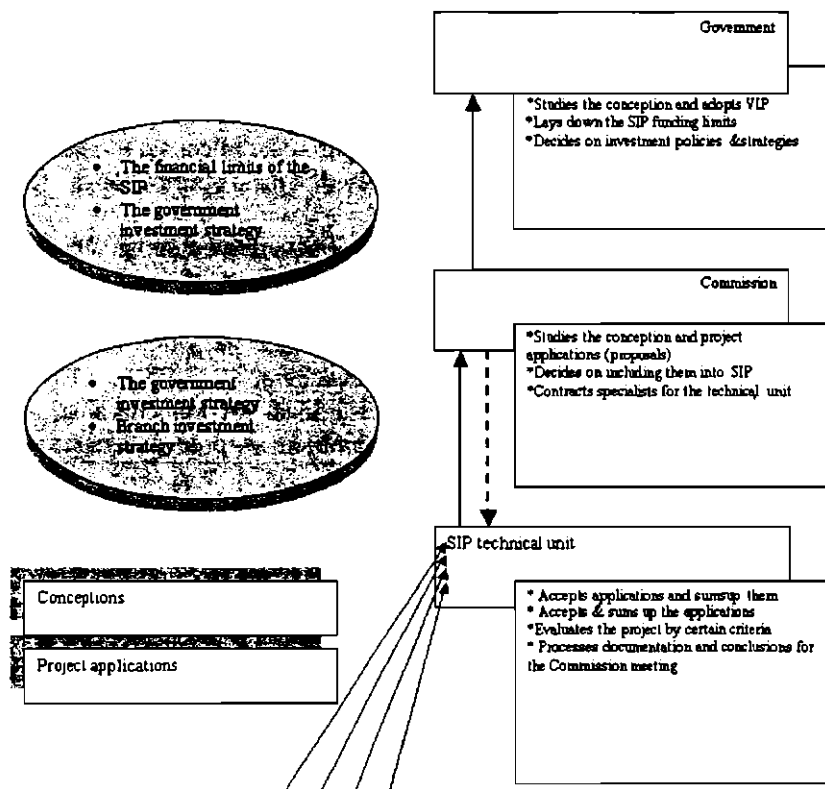 Government
*Studies the conception and adopts VIP
*Lays down the SIP funding limits
*Decides on investment policies &strategies
• The financial limits of the
SIP
• The government
investment strategy
Commission
*Studies the conception and project
applications (proposals)
*Decides on including them into SIP
*Contracts specialists for the technical unit
• The government
investment strategy
• Branch investment
strategy
SIP technical unit
* Accepts applications and sums up them
* Accepts & sums up the applications
*Evaluates the project by certain criteria
* Processes documentation and conclusions for
the Commission meeting
Conceptions
Project applications